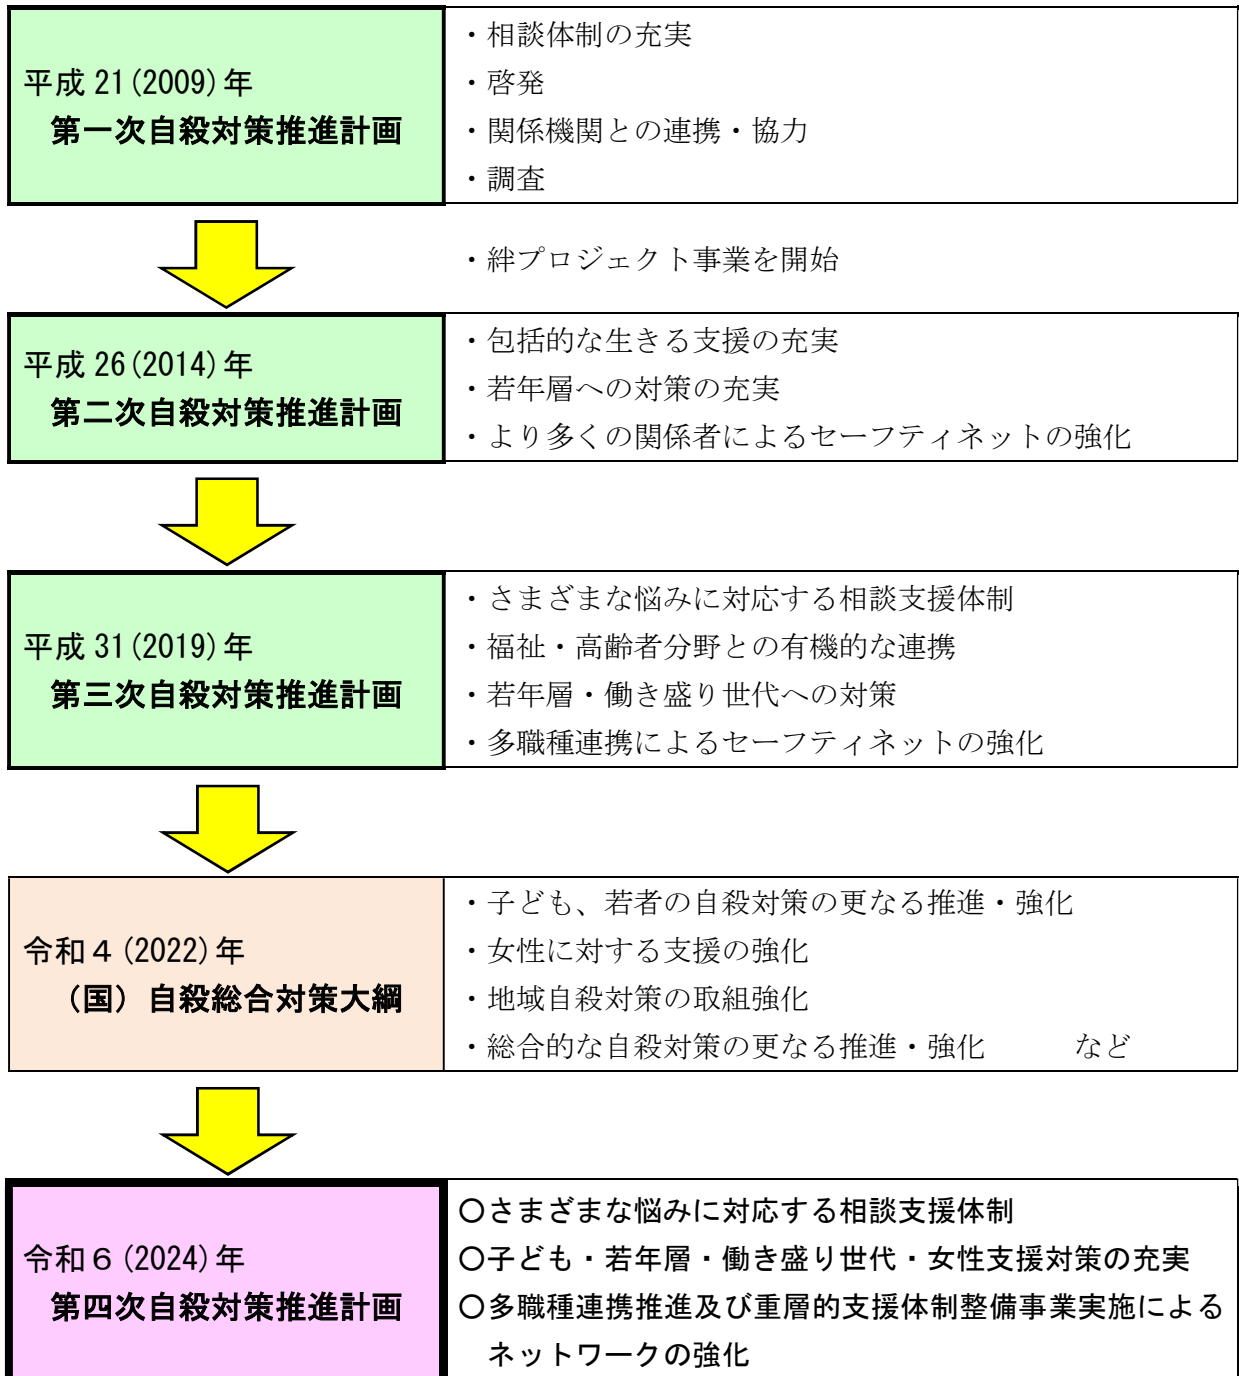 平成 21(2009)年
第一次自殺対策推進計画
・相談体制の充実
・啓発
・関係機関との連携・協力
・調査
・絆プロジェクト事業を開始
平成 26(2014)年
第二次自殺対策推進計画
・包括的な生きる支援の充実
・若年層への対策の充実
・より多くの関係者によるセーフティネットの強化
平成 31(2019)年
第三次自殺対策推進計画
・さまざまな悩みに対応する相談支援体制
・福祉・高齢者分野との有機的な連携
・若年層・働き盛り世代への対策
・多職種連携によるセーフティネットの強化
令和4(2022)年
（国）自殺総合対策大綱
・子ども、若者の自殺対策の更なる推進・強化
・女性に対する支援の強化
・地域自殺対策の取組強化
・総合的な自殺対策の更なる推進・強化　　　など
令和6(2024)年
第四次自殺対策推進計画
○さまざまな悩みに対応する相談支援体制
○子ども・若年層・働き盛り世代・女性支援対策の充実
○多職種連携推進及び重層的支援体制整備事業実施による
ネットワークの強化